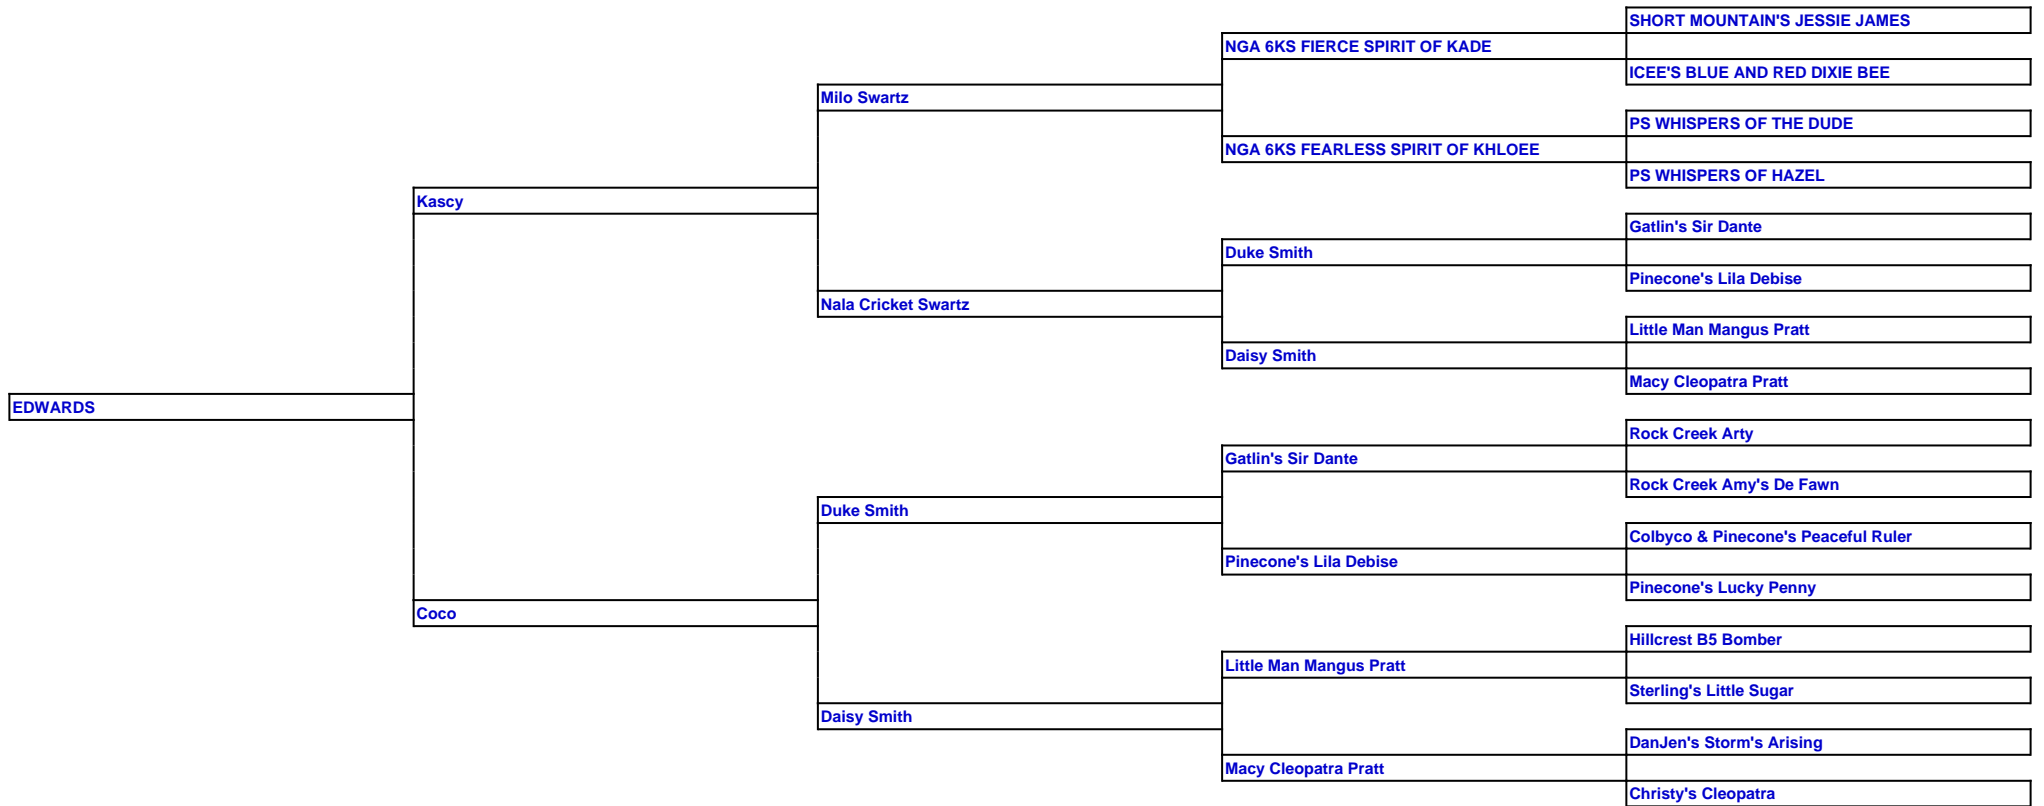 SHORT MOUNTAIN'S JESSIE JAMES
NGA 6KS FIERCE SPIRIT OF KADE
ICEE'S BLUE AND RED DIXIE BEE
Milo Swartz
PS WHISPERS OF THE DUDE
NGA 6KS FEARLESS SPIRIT OF KHLOEE
PS WHISPERS OF HAZEL
Kascy
Gatlin's Sir Dante
Duke Smith
Pinecone's Lila Debise
Nala Cricket Swartz
Little Man Mangus Pratt
Daisy Smith
Macy Cleopatra Pratt
EDWARDS
Rock Creek Arty
Gatlin's Sir Dante
Rock Creek Amy's De Fawn
Duke Smith
Colbyco & Pinecone's Peaceful Ruler
Pinecone's Lila Debise
Pinecone's Lucky Penny
Coco
Hillcrest B5 Bomber
Little Man Mangus Pratt
Sterling's Little Sugar
Daisy Smith
DanJen's Storm's Arising
Macy Cleopatra Pratt
Christy's Cleopatra